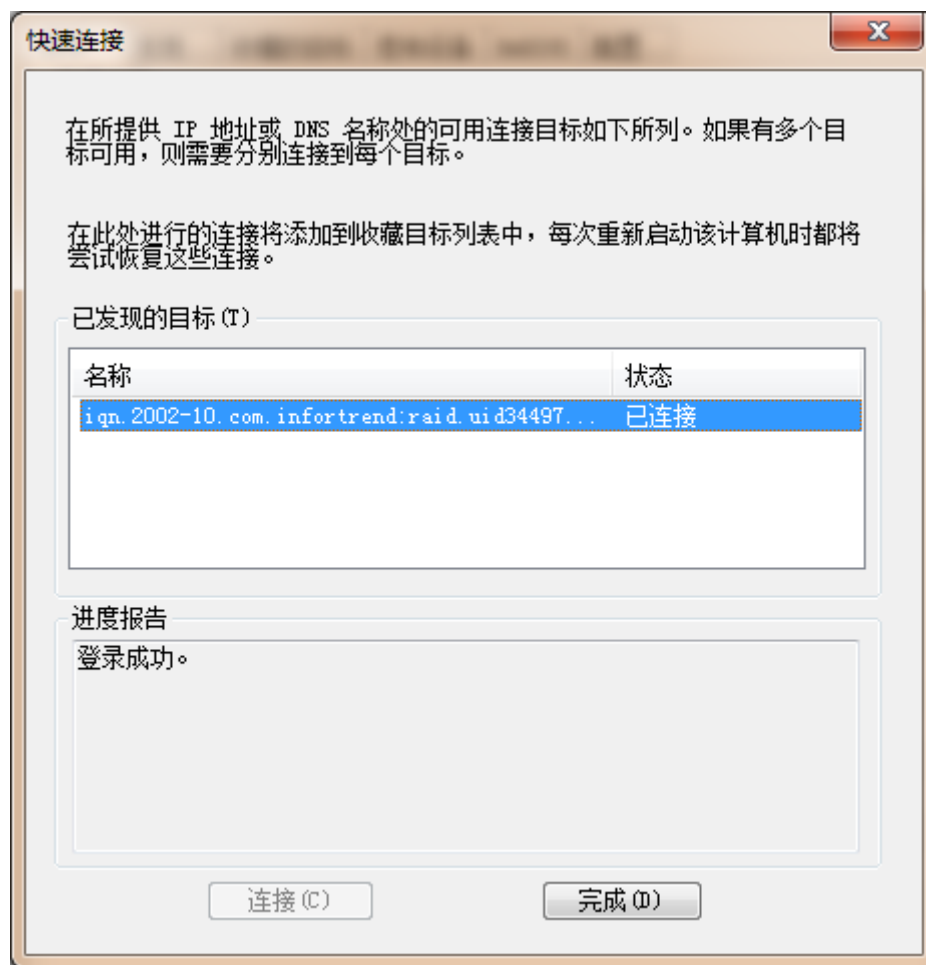 快速连接
在所提供 IP 地址或 DNS 名称处的可用连接目标如下所列。如果有多个目
标可用，则需要分别连接到每个目标。
在此处进行的连接将添加到收藏目标列表中，每次重新启动该计算机时都将
尝试恢复这些连接。
已发现的目标(T)
名称 状态
iqn.2002-10.com.infortrend:raid.uid34497... 已连接
进度报告
登录成功。
连接(C) 完成(D)